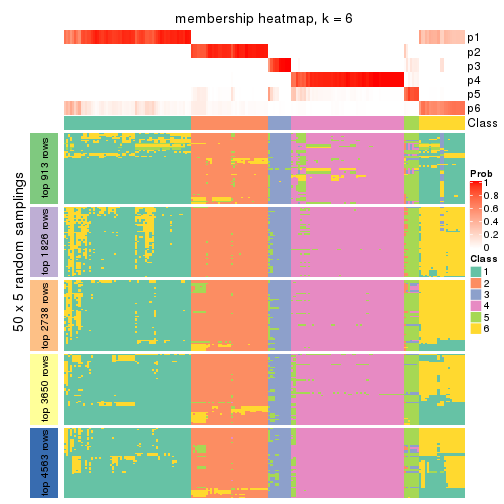 membership heatmap, k = 6
p1
p2
p3
p4
p5
p6
Class
50 x 5 random samplings
top 913 rows
top 1826 rows
top 2738 rows
top 3650 rows
top 4563 rows
Prob
1
0.8
0.6
0.4
0.2
0
Class
1
2
3
4
5
6